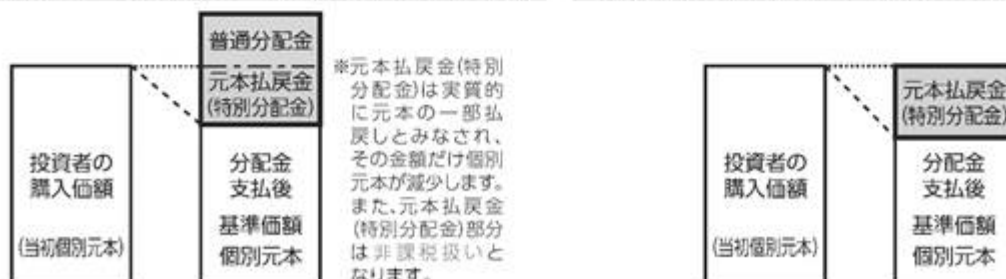 普通分配金
元本払戻金
(特別分配金)
投資者の
購入価額
(当初個別元本)
分配金
支払後
基準価額
個別元本
※元本払戻金(特別
分配金)は実質的
に元本の一部払
戻しとみなされ、
その金額だけ個別
元本が減少します。
また、元本払戻金
(特別分配金)部分
は非課税扱いと
なります。
投資者の
購入価額
(当初個別元本)
元本払戻金
(特別分配金)
分配金
支払後
基準価額
個別元本